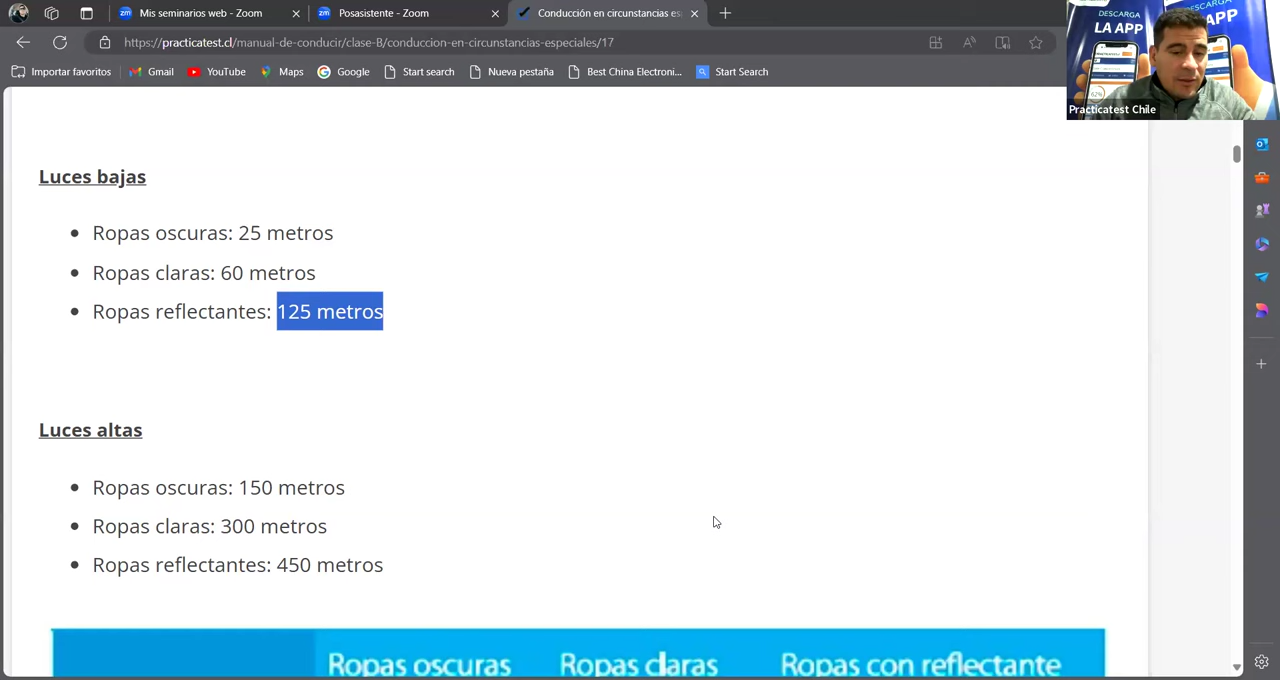 Mis seminarios web - Zoom
Posasistente - Zoom
Conducción en circunstancias es
https://practicatest.cl/manual-de-conducir/clase-B/conduccion-en-circunstancias-especiales/17
Importar favoritos
Gmail
YouTube
Maps
Google
Start search
Nueva pestaña
Best China Electroni...
Start Search
DESCARGA
LA APP
DESCARGA
APP
62%
Practicatest Chile
Luces bajas
Ropas oscuras: 25 metros
Ropas claras: 60 metros
Ropas reflectantes: 125 metros
Luces altas
Ropas oscuras: 150 metros
Ropas claras: 300 metros
Ropas reflectantes: 450 metros
Ropas oscuras Ropas claras Ropas con reflectante